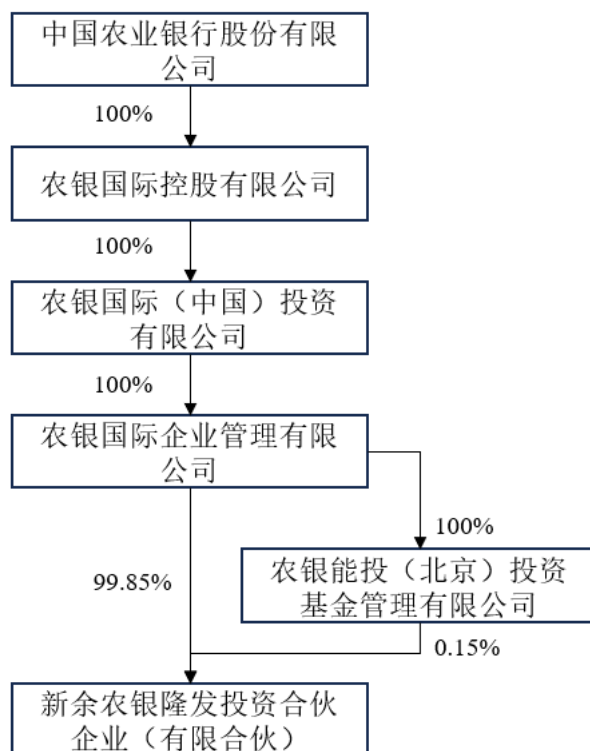 中国农业银行股份有限
公司
100%
农银国际控股有限公司
100%
农银国际（中国）投资
有限公司
100%
农银国际企业管理有限
公司
100%
99.85%
农银能投（北京）投资
基金管理有限公司
0.15%
新余农银隆发投资合伙
企业（有限合伙）